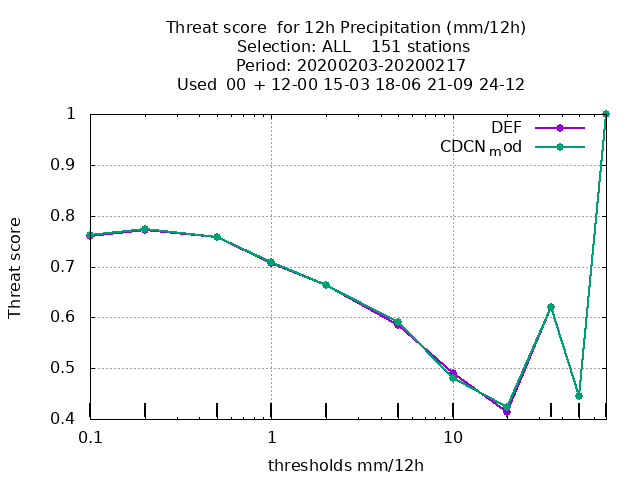 Threat score  for 12h Precipitation (mm/12h)
Selection: ALL    151 stations
Period: 20200203-20200217
Used  00 + 12-00 15-03 18-06 21-09 24-12
DEF
CDCN_mod
1
0.9
0.8
0.7
0.6
0.5
0.4
Threat score
0.1
1
10
thresholds mm/12h